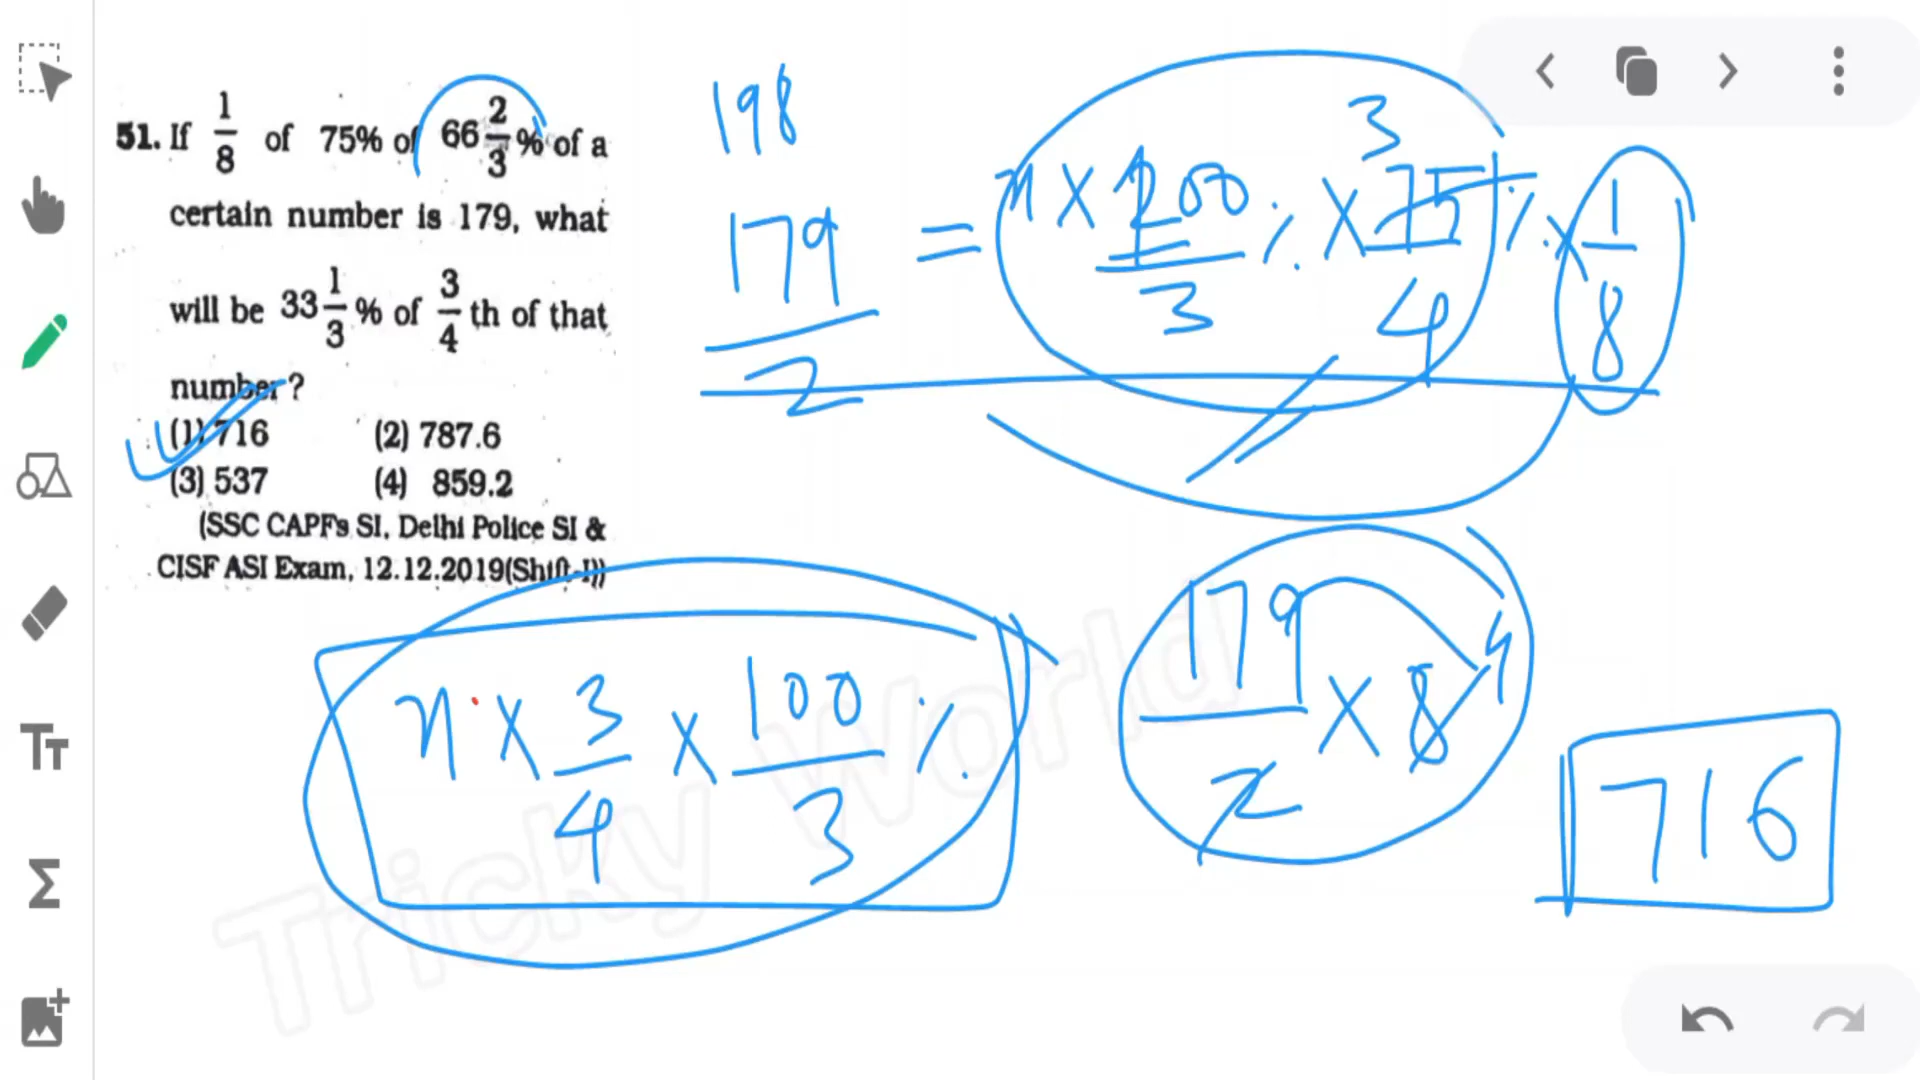 51. If 1/8 of 75% of 66 2/3 % of a
certain number is 179, what
will be 33 1/3 % of 3/4 th of that
number?
(1) 716 (2) 787.6
(3) 537 (4) 859.2
(SSC CAPFs SI, Delhi Police SI &
CISF ASI Exam, 12.12.2019(Shift-I))
198
179/2 = x × 200/3 % × 75 3/4 % × 1/8
x × 3/4 × 100/3 %
179/2 × 8 4
716
Tricky World
Tт
Σ